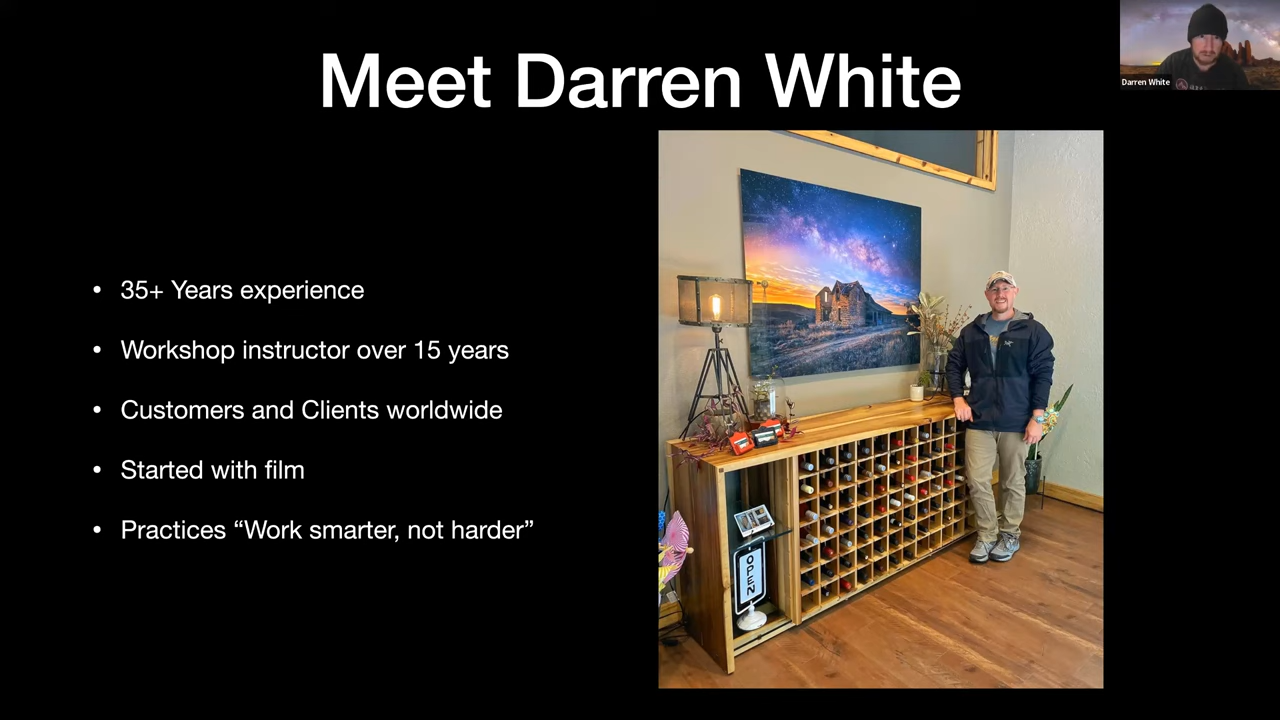 Meet Darren White
Darren White
• 35+ Years experience
• Workshop instructor over 15 years
• Customers and Clients worldwide
• Started with film
• Practices “Work smarter, not harder”
OPEN